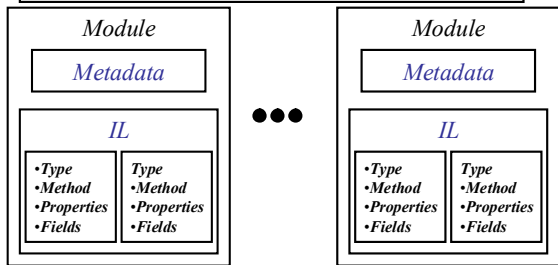 Module
Metadata
IL
•Type
•Method
•Properties
•Fields
Type
•Method
•Properties
•Fields
Module
Metadata
IL
•Type
•Method
•Properties
•Fields
Type
•Method
•Properties
•Fields